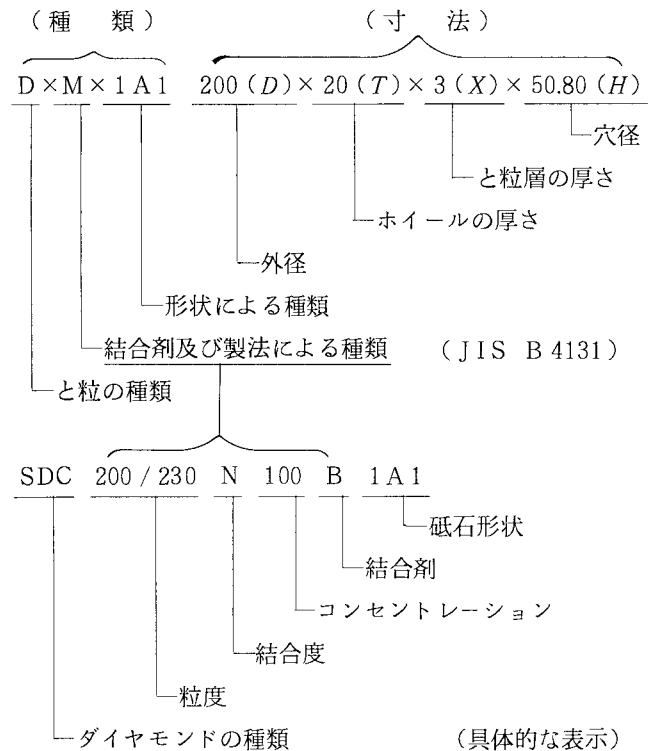 (種 類) (寸 法)
D×M×1A1 200(D)×20(T)×3(X)×50.80(H)
穴径
と粒層の厚さ
ホイールの厚さ
外径
形状による種類
結合剤及び製法による種類 (JIS B 4131)
と粒の種類
SDC 200/230 N 100 B 1A1
砥石形状
結合剤
コンセントレーション
結合度
粒度
ダイヤモンドの種類 (具体的な表示)